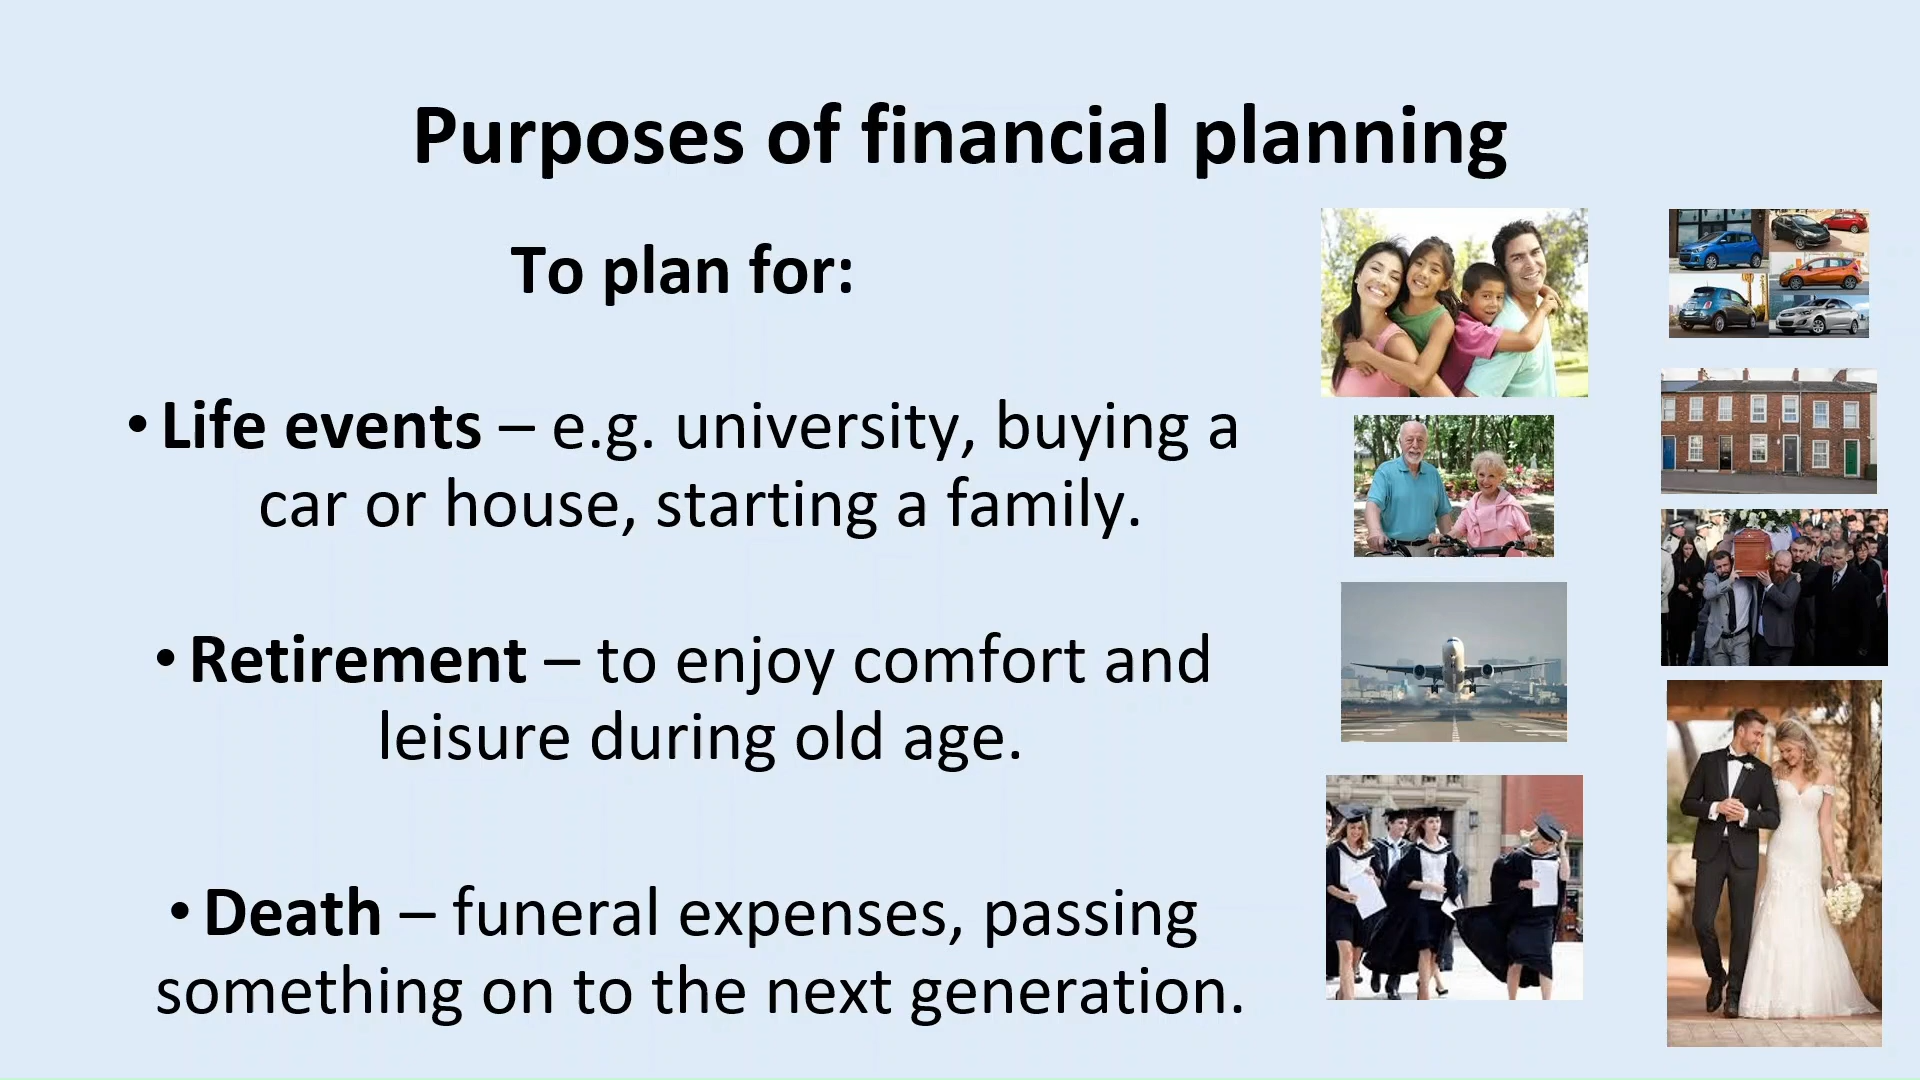 Purposes of financial planning
To plan for:
• Life events – e.g. university, buying a
car or house, starting a family.
• Retirement – to enjoy comfort and
leisure during old age.
• Death – funeral expenses, passing
something on to the next generation.